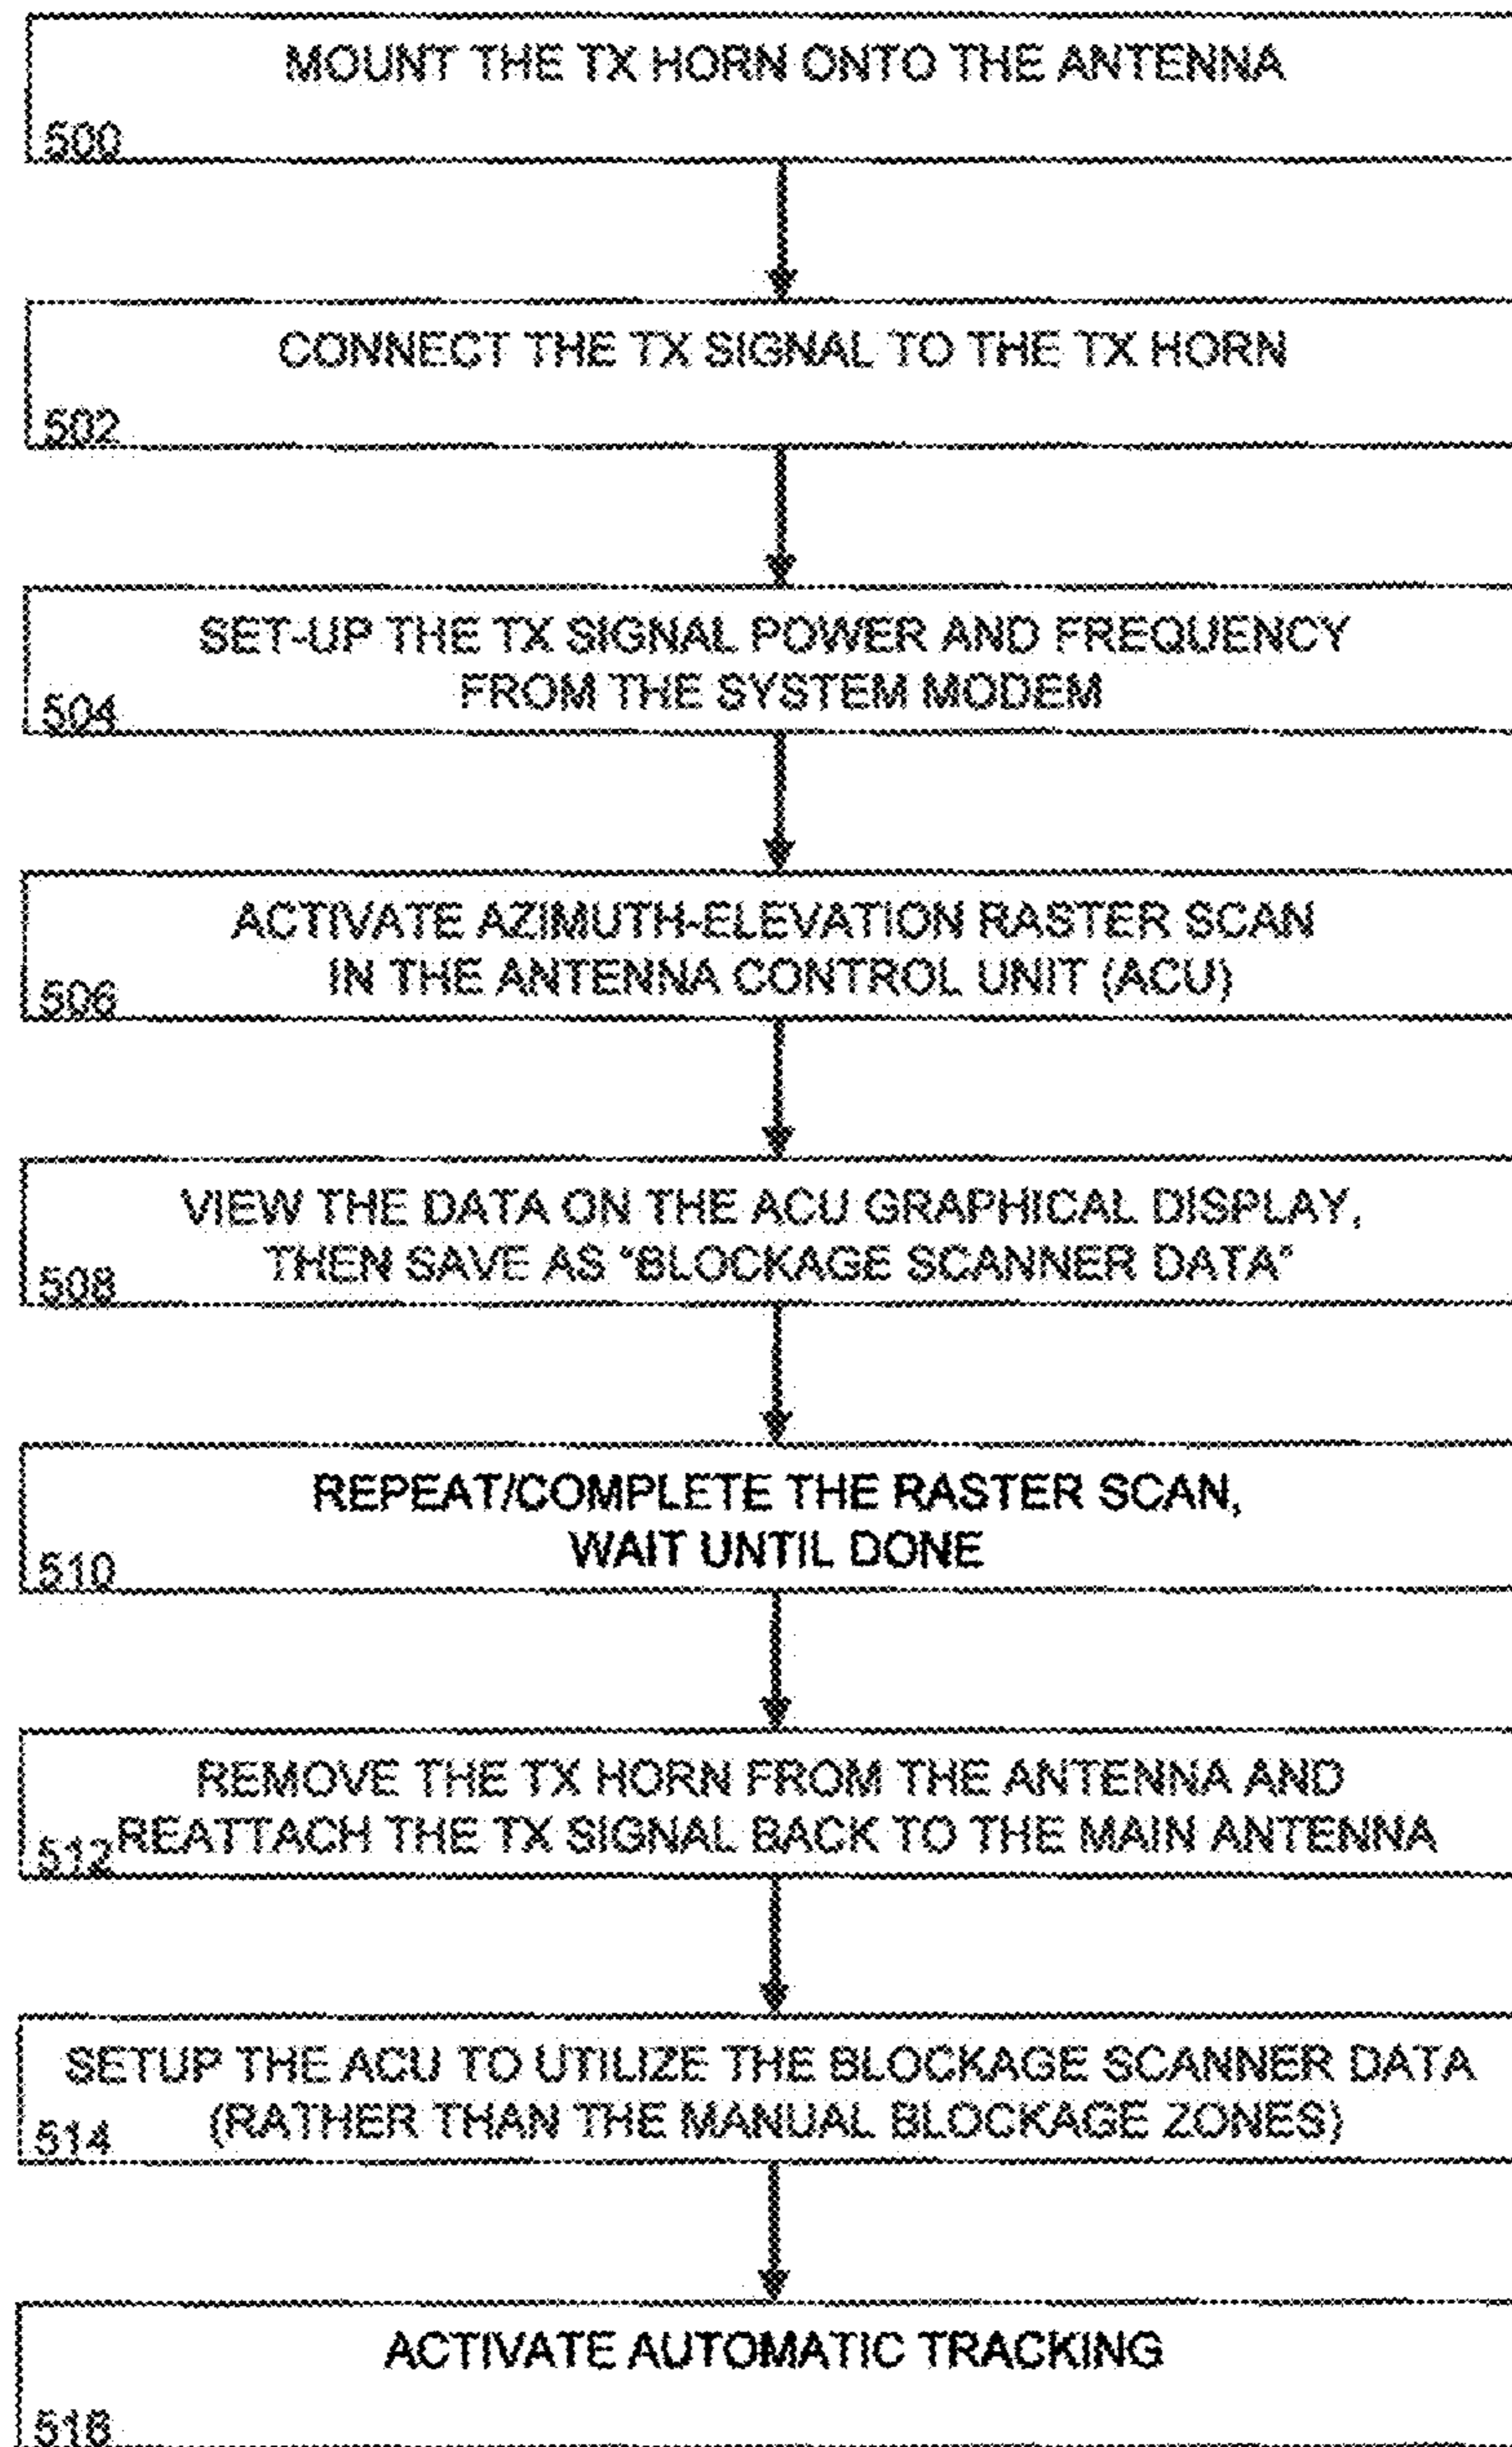 MOUNT THE TX HORN ONTO THE ANTENNA
500
CONNECT THE TX SIGNAL TO THE TX HORN
502
SET-UP THE TX SIGNAL POWER AND FREQUENCY
FROM THE SYSTEM MODEM
504
ACTIVATE AZIMUTH-ELEVATION RASTER SCAN
IN THE ANTENNA CONTROL UNIT (ACU)
506
VIEW THE DATA ON THE ACU GRAPHICAL DISPLAY,
THEN SAVE AS "BLOCKAGE SCANNER DATA"
508
REPEAT/COMPLETE THE RASTER SCAN,
WAIT UNTIL DONE
510
REMOVE THE TX HORN FROM THE ANTENNA AND
REATTACH THE TX SIGNAL BACK TO THE MAIN ANTENNA
512
SETUP THE ACU TO UTILIZE THE BLOCKAGE SCANNER DATA
(RATHER THAN THE MANUAL BLOCKAGE ZONES)
514
ACTIVATE AUTOMATIC TRACKING
516